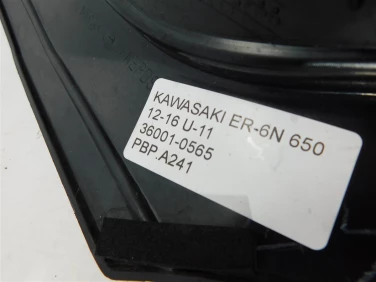 KAWASAKI ER-6N 650
12-16 U-11
36001-0565
PBP.A241